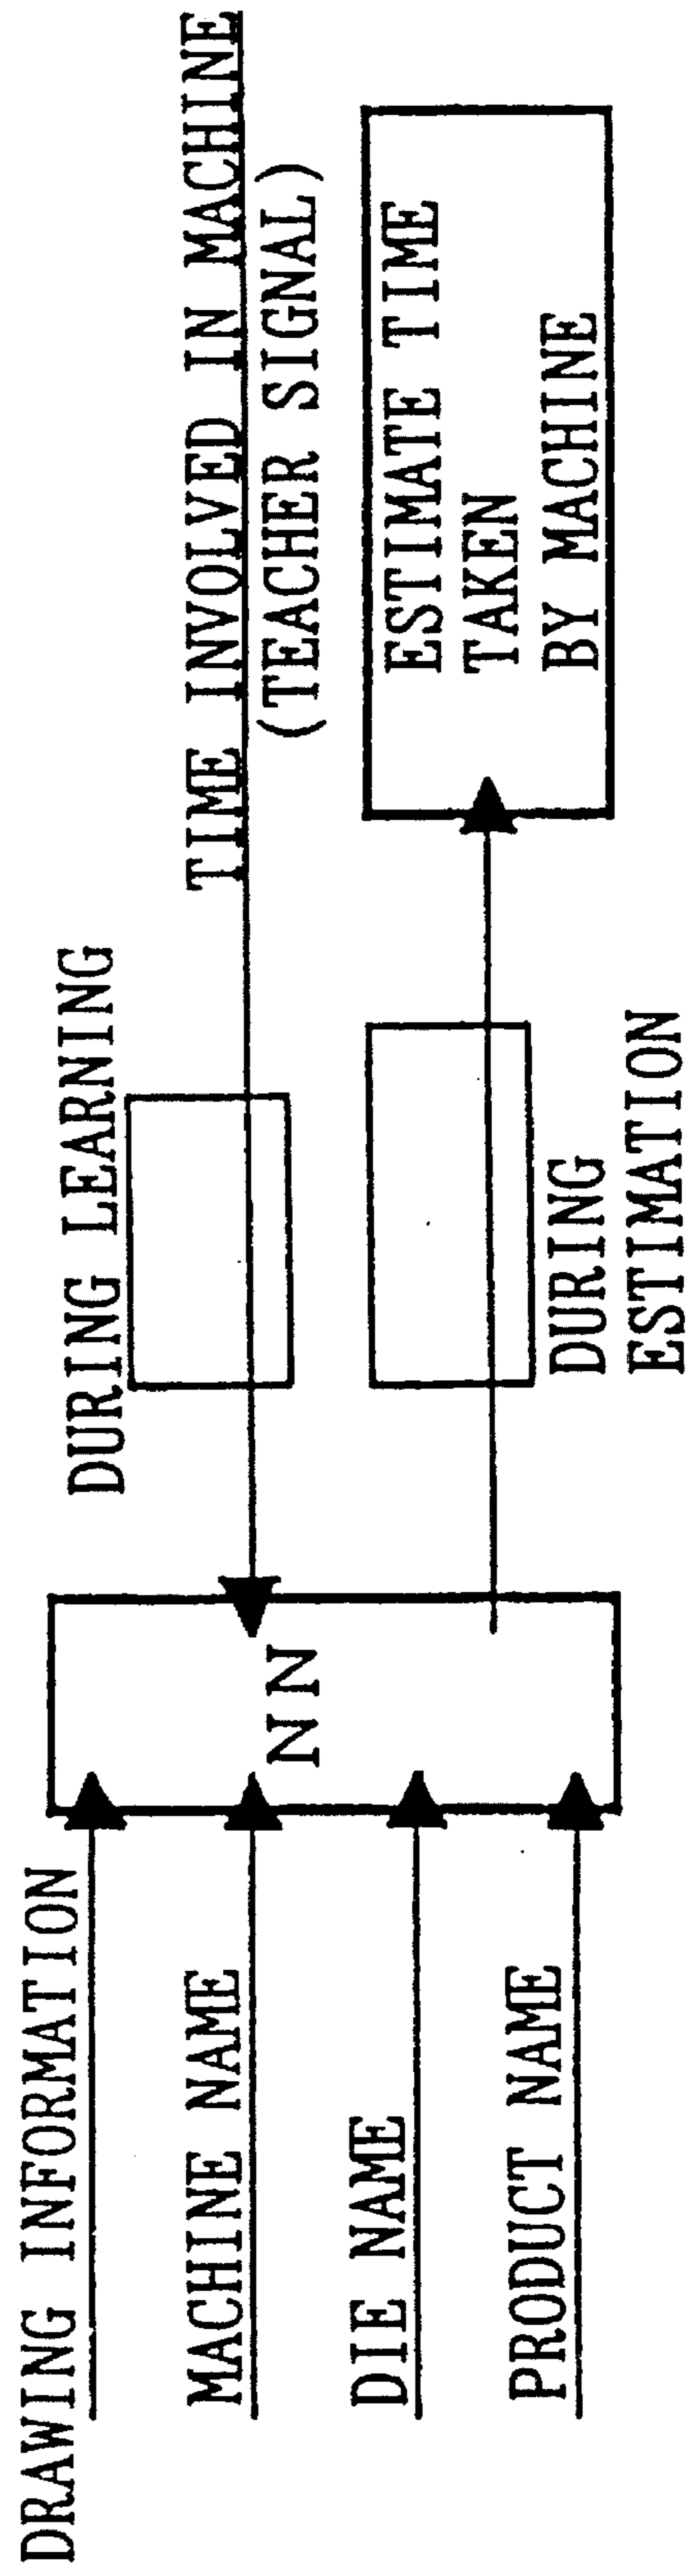 DRAWING INFORMATION
MACHINE NAME
DIE NAME
PRODUCT NAME
NN
DURING LEARNING
TIME INVOLVED IN MACHINE
(TEACHER SIGNAL)
DURING
ESTIMATION
ESTIMATE TIME
TAKEN
BY MACHINE